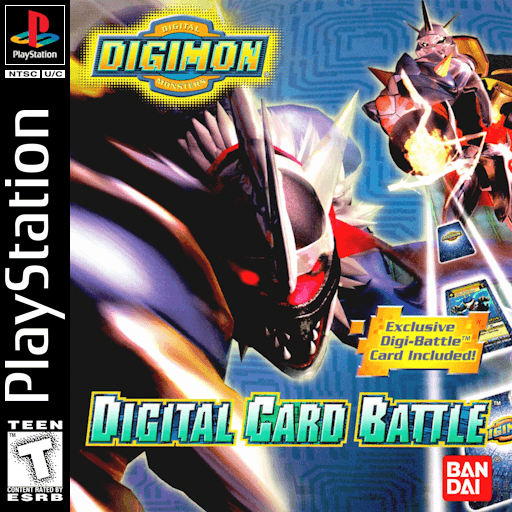 PlayStation
NTSC U/C
PlayStation
TEEN
T
CONTENT RATED BY
ESRB
DIGITAL
DIGIMON
MONSTERS
Exclusive
Digi-Battle™
Card Included!
DIGITAL CARD BATTLE
BAN
DAI